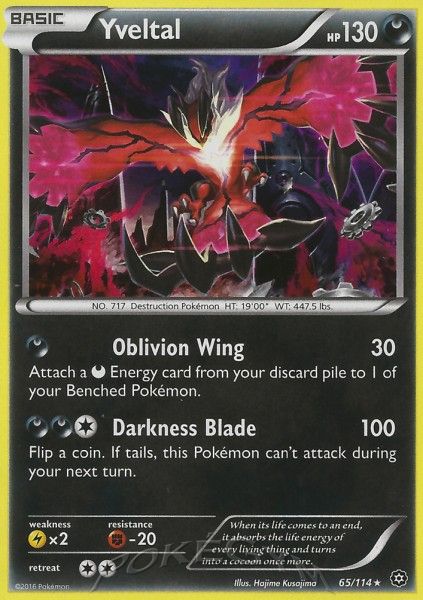 BASIC Yveltal HP 130
NO. 717 Destruction Pokémon HT: 19'00" WT: 447.5 lbs.
Oblivion Wing 30
Attach a Energy card from your discard pile to 1 of
your Benched Pokémon.
Darkness Blade 100
Flip a coin. If tails, this Pokémon can't attack during
your next turn.
weakness resistance
×2 -20
retreat
When its life comes to an end,
it absorbs the life energy of
every living thing and turns
into a cocoon once more.
©2016 Pokémon Illus. Hajime Kusajima 65/114 ★